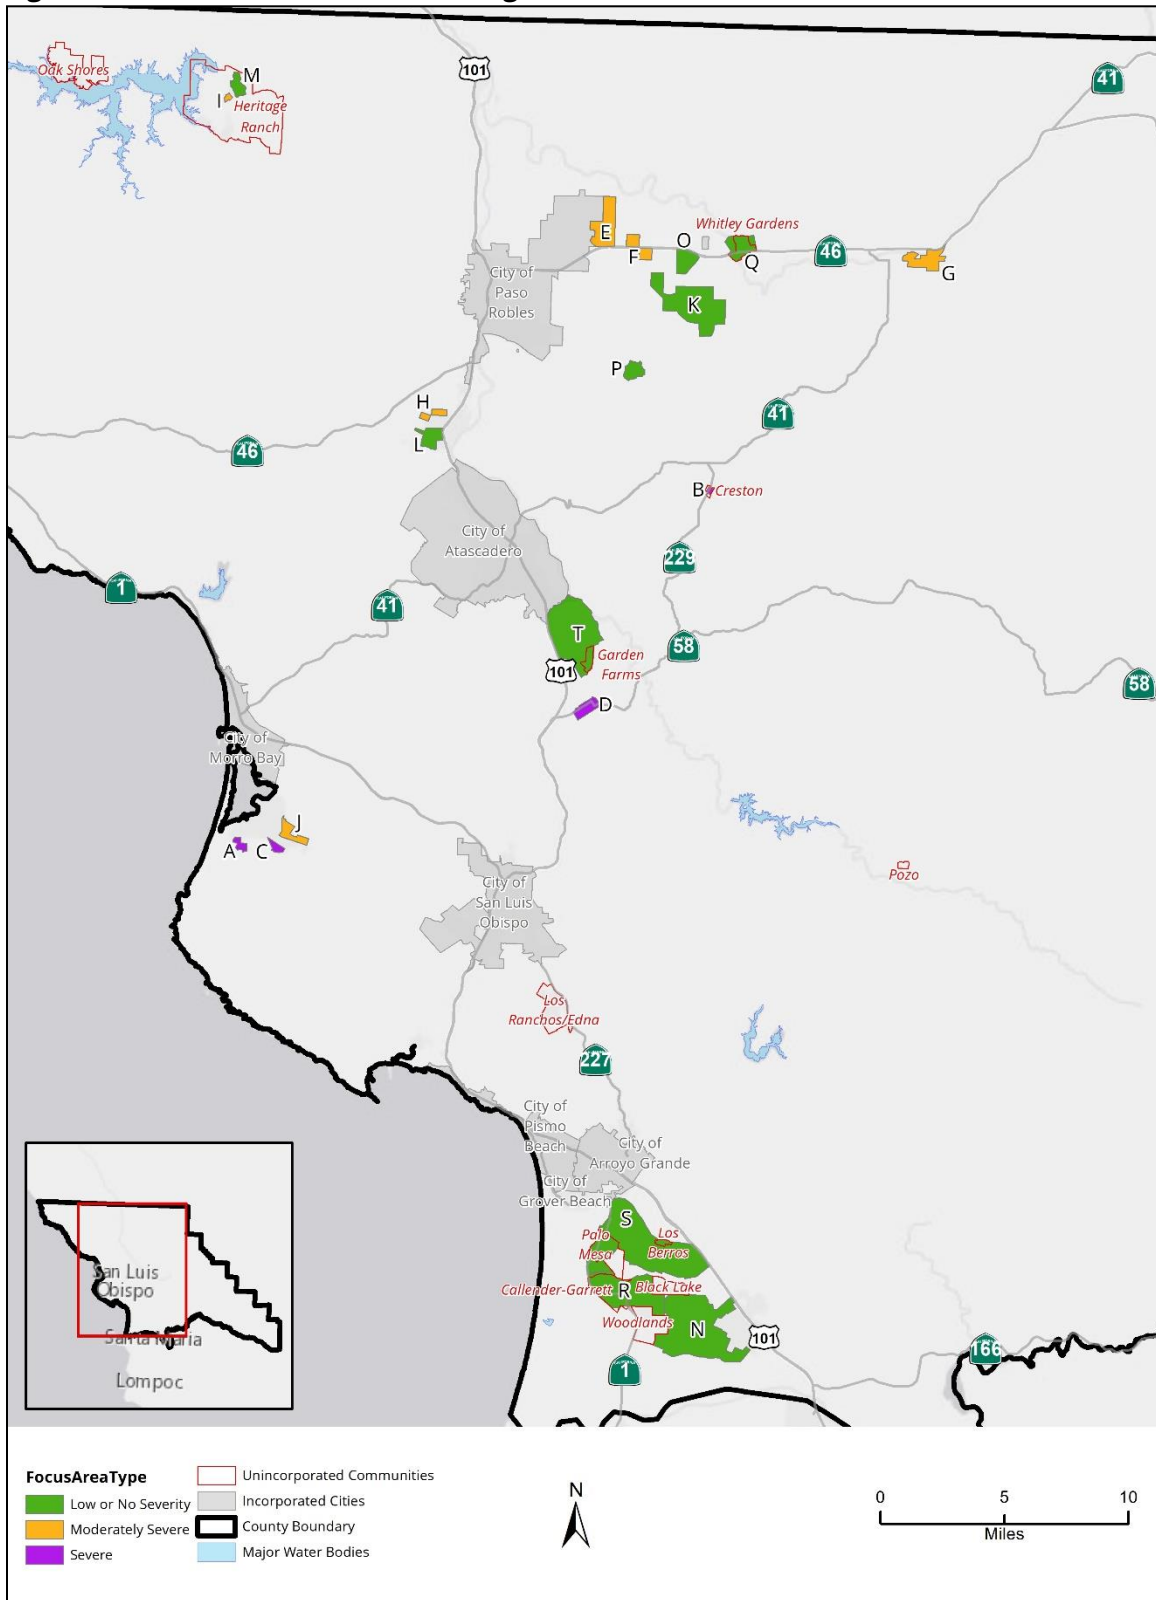 101
41
Oak Shores
M
I
Heritage
Ranch
Whitley Gardens
E
O
F
Q
46
G
City of
Paso
Robles
K
P
H
41
L
46
B
Creston
City of
Atascadero
229
1
41
T
58
Garden
Farms
101
58
D
City of
Morro Bay
J
A
C
Pozo
City of
San Luis
Obispo
Los
Ranchos/Edna
227
City of
Pismo
Beach
City of
Arroyo Grande
City of
Grover Beach
S
Palo
Mesa
Los
Berros
Callender-Garrett
R
Black Lake
Woodlands
N
101
166
1
San Luis
Obispo
Santa Maria
Lompoc
FocusAreaType
Low or No Severity
Moderately Severe
Severe
Unincorporated Communities
Incorporated Cities
County Boundary
Major Water Bodies
N
0 5 10
Miles